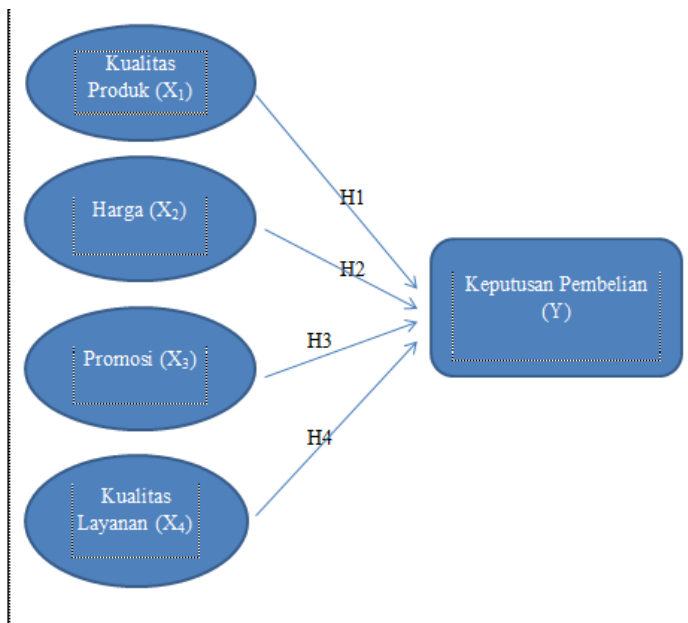 Kualitas
Produk (X₁)
H1
Harga (X₂)
H2
Keputusan Pembelian
(Y)
H3
Promosi (X₃)
H4
Kualitas
Layanan (X₄)